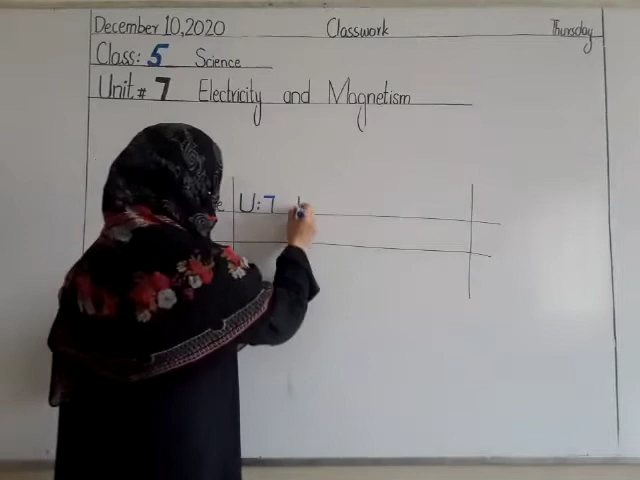 December 10,2020 Classwork Thursday
Class: 5 Science
Unit # 7 Electricity and Magnetism
U:7